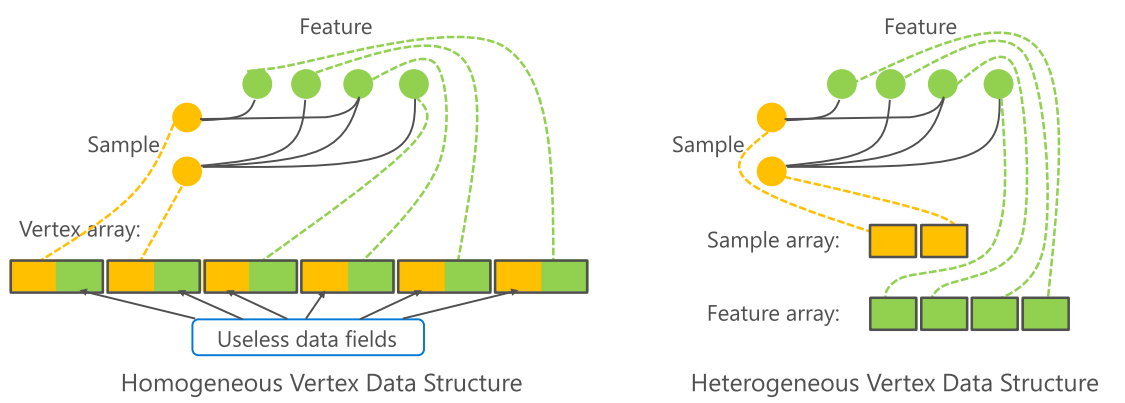 Feature
Sample
Vertex array:
Useless data fields
Homogeneous Vertex Data Structure
Feature
Sample
Sample array:
Feature array:
Heterogeneous Vertex Data Structure